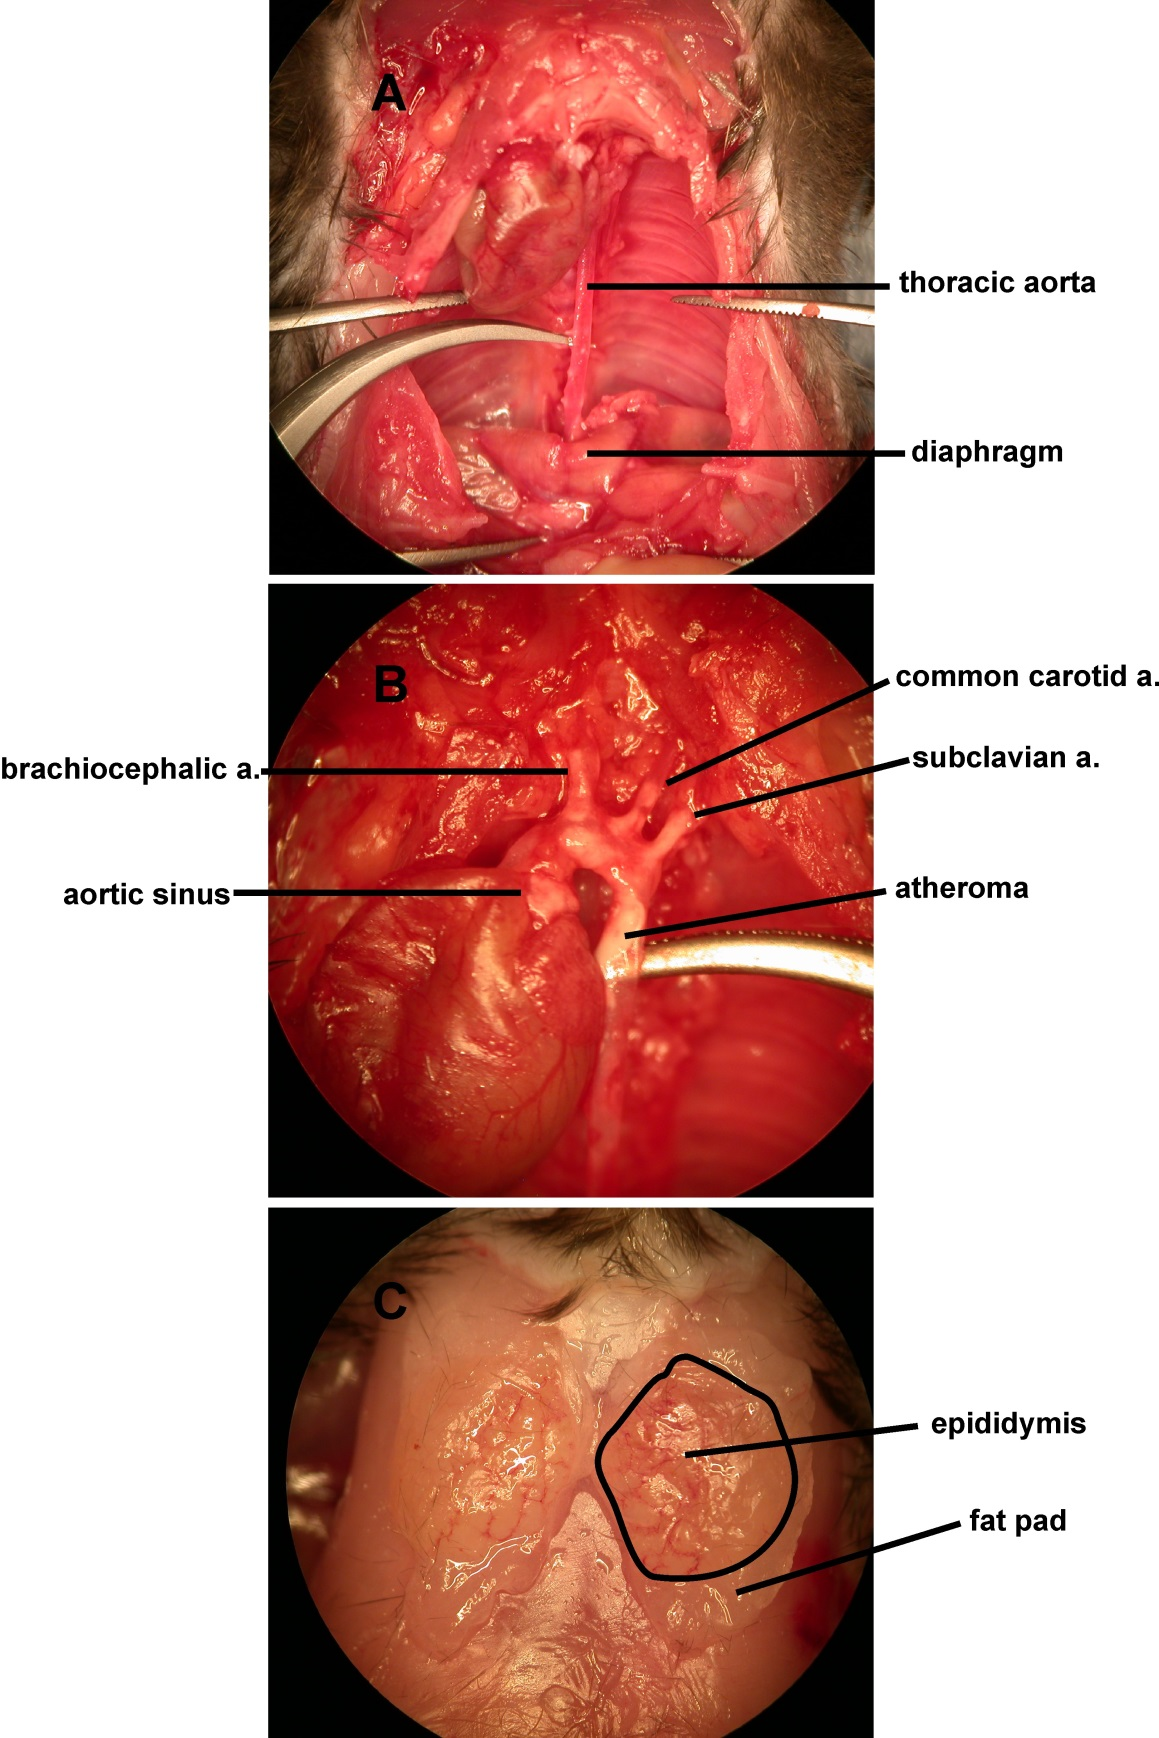 A
thoracic aorta
diaphragm
B
common carotid a.
subclavian a.
brachiocephalic a.
atheroma
aortic sinus
C
epididymis
fat pad